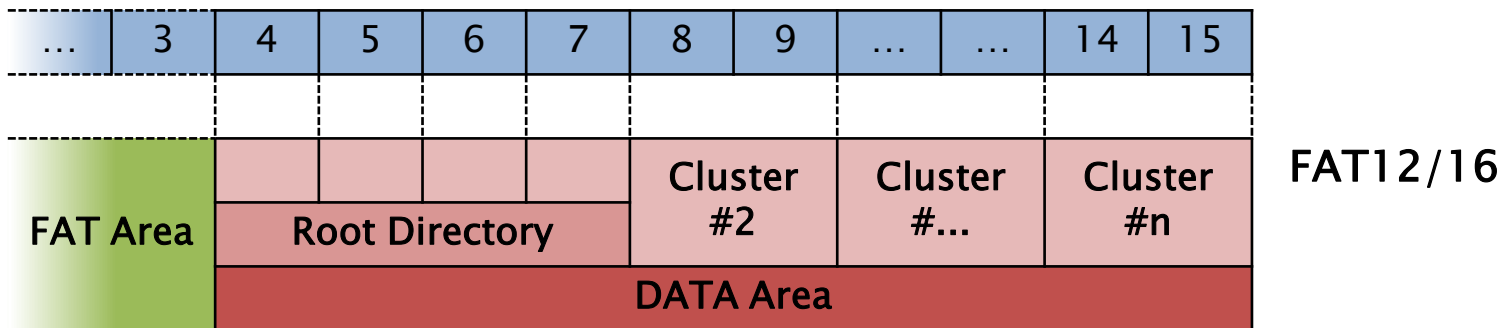 ... 3 4 5 6 7 8 9 ... ... 14 15
FAT Area
Root Directory
Cluster
#2
Cluster
#...
Cluster
#n
DATA Area
FAT12/16